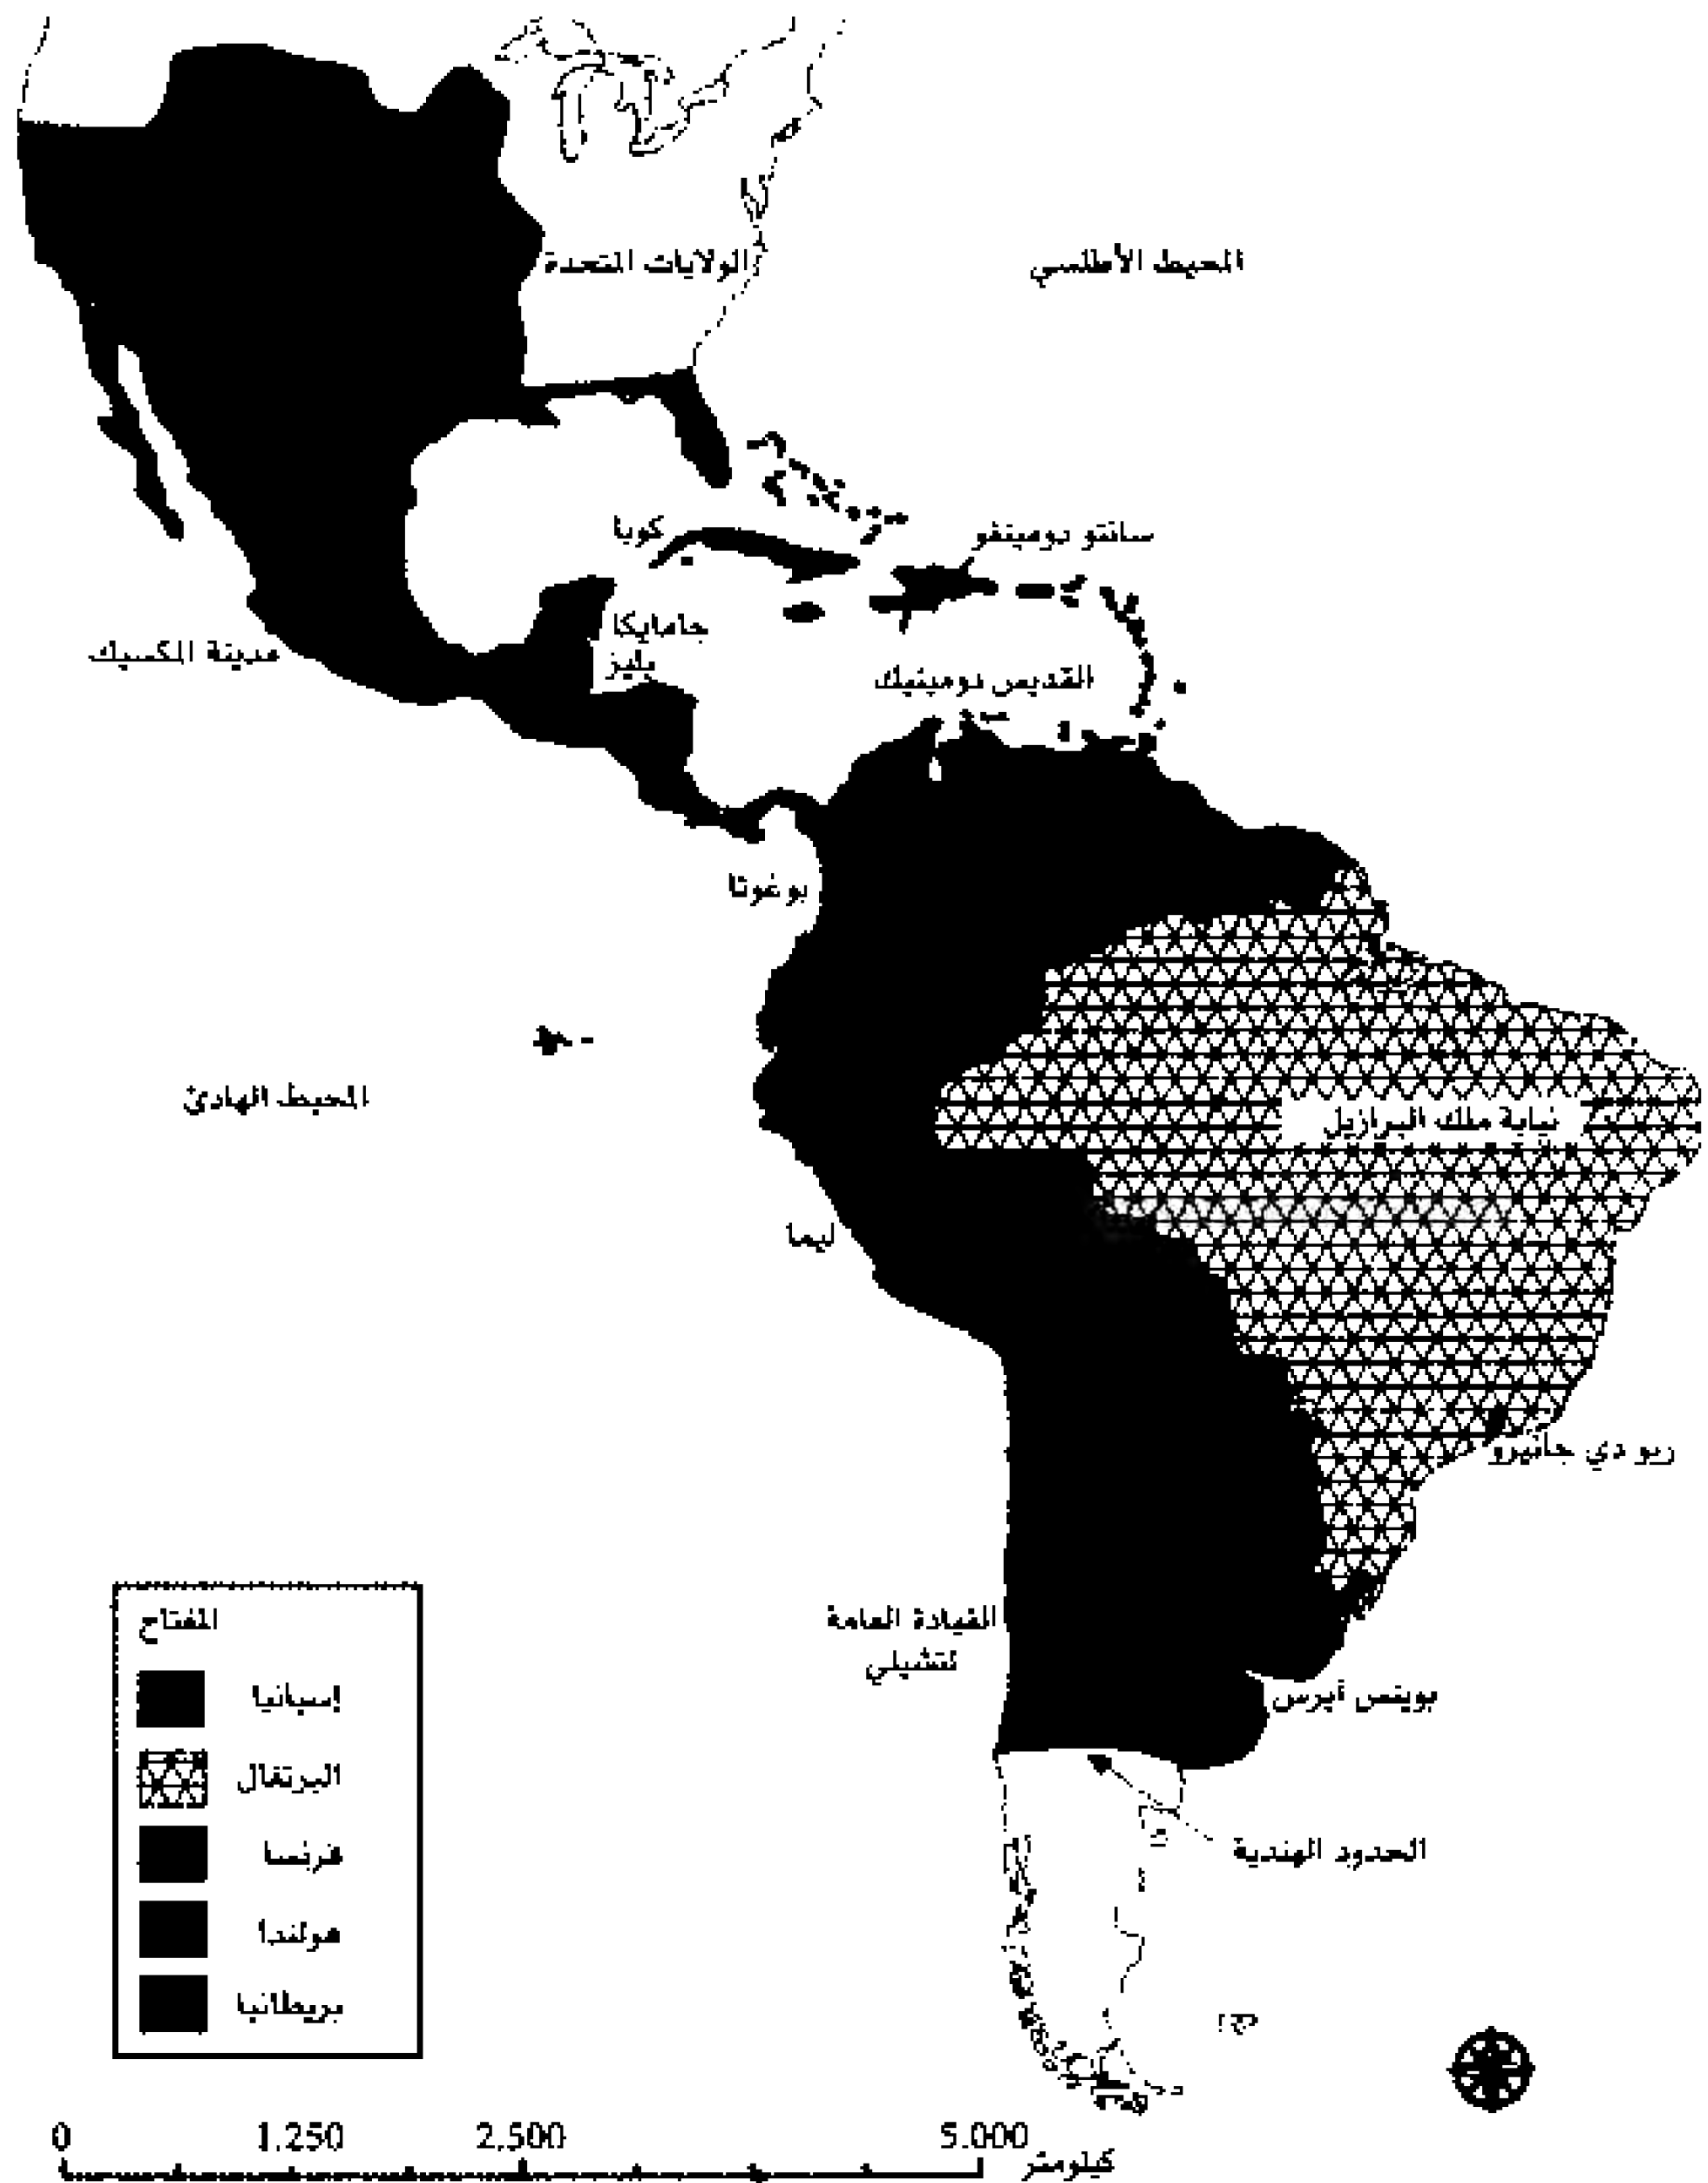 الولايات المتحدة
المحيط الأطلسي
كوبا
سانتو دومينغو
جامايكا
بليز
مدينة المكسيك
القديس دومينيك
بوغوتا
المحيط الهادئ
نيابة ملك البرازيل
ليما
ريو دي جانيرو
القيادة العامة
لتشيلي
بوينس آيرس
الحدود الهندية
المفتاح
إسبانيا
البرتغال
فرنسا
هولندا
بريطانيا
0 1.250 2.500 5.000
كيلومتر